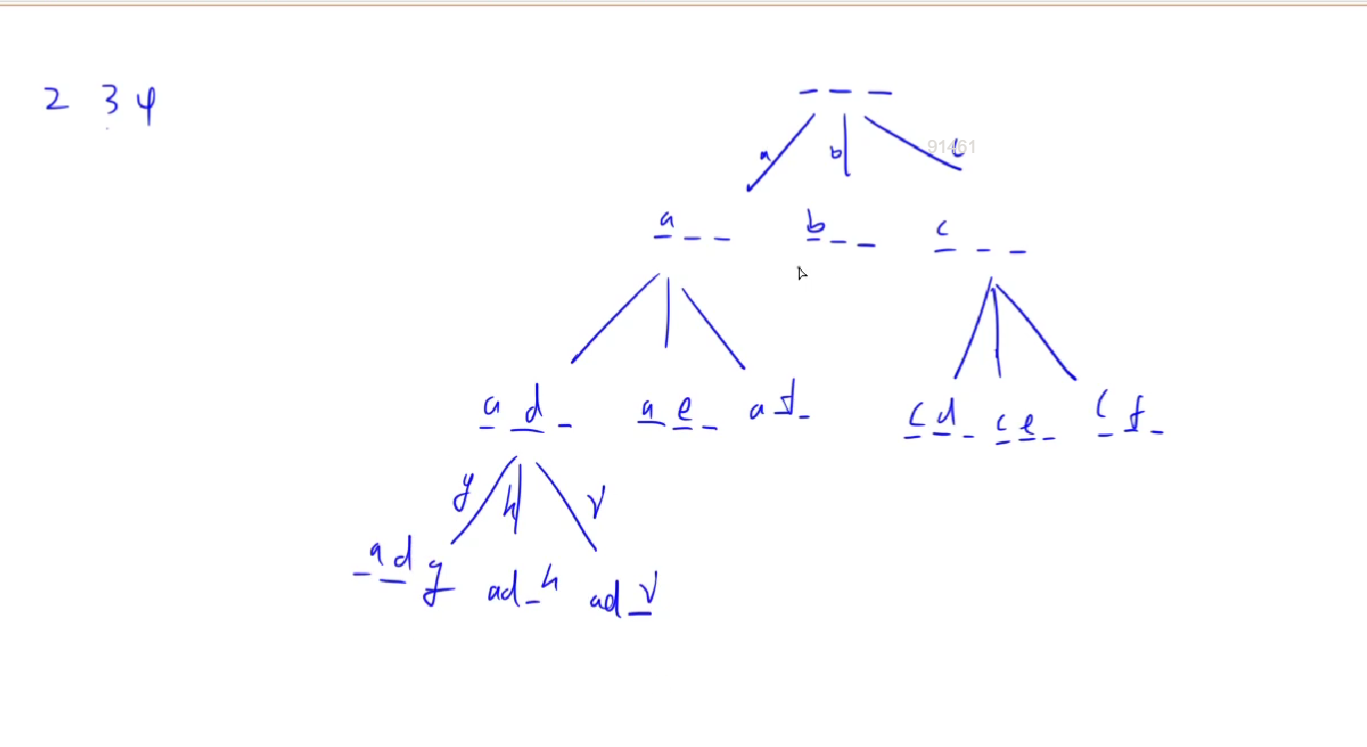 2 3 4
_ _ _
a b c
91461
a _ _ b _ _ c _ _
a d _ a e _ a f _ c d _ c e _ c f _
g h
a d g a d h a d